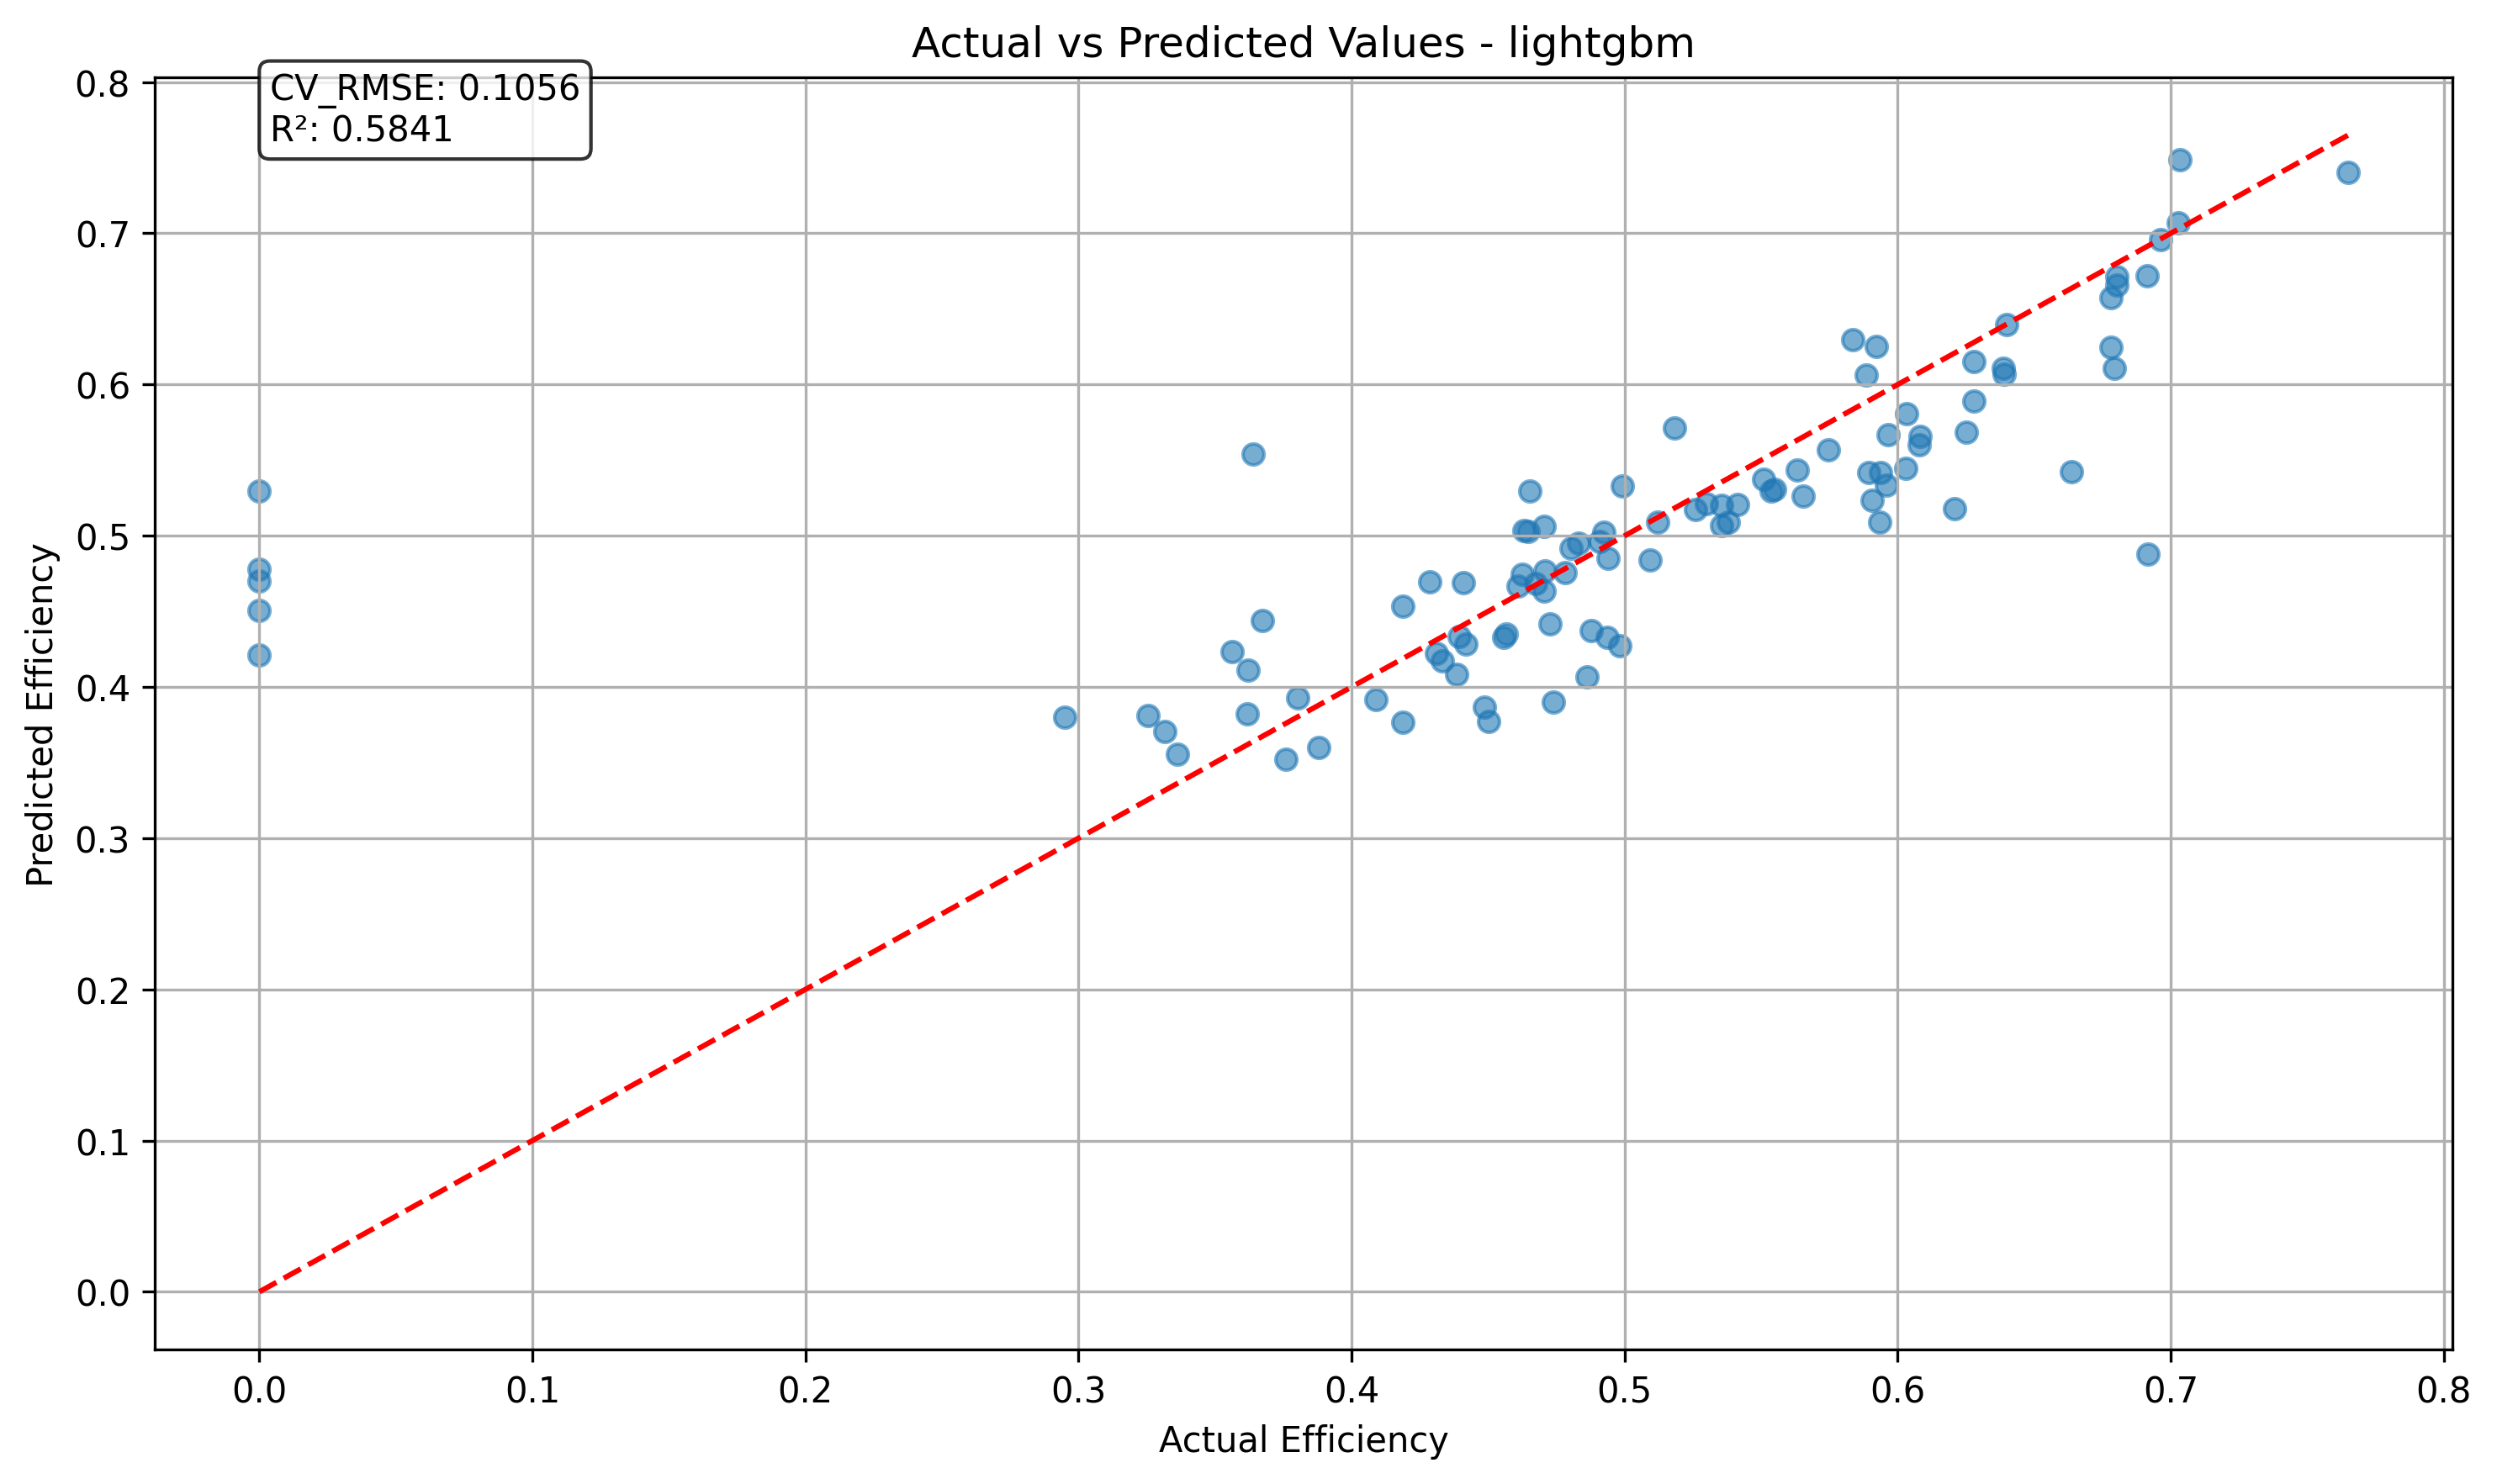 Actual vs Predicted Values - lightgbm
CV_RMSE: 0.1056
R²: 0.5841
0.8
0.7
0.6
0.5
0.4
0.3
0.2
0.1
0.0
Predicted Efficiency
0.0 0.1 0.2 0.3 0.4 0.5 0.6 0.7 0.8
Actual Efficiency